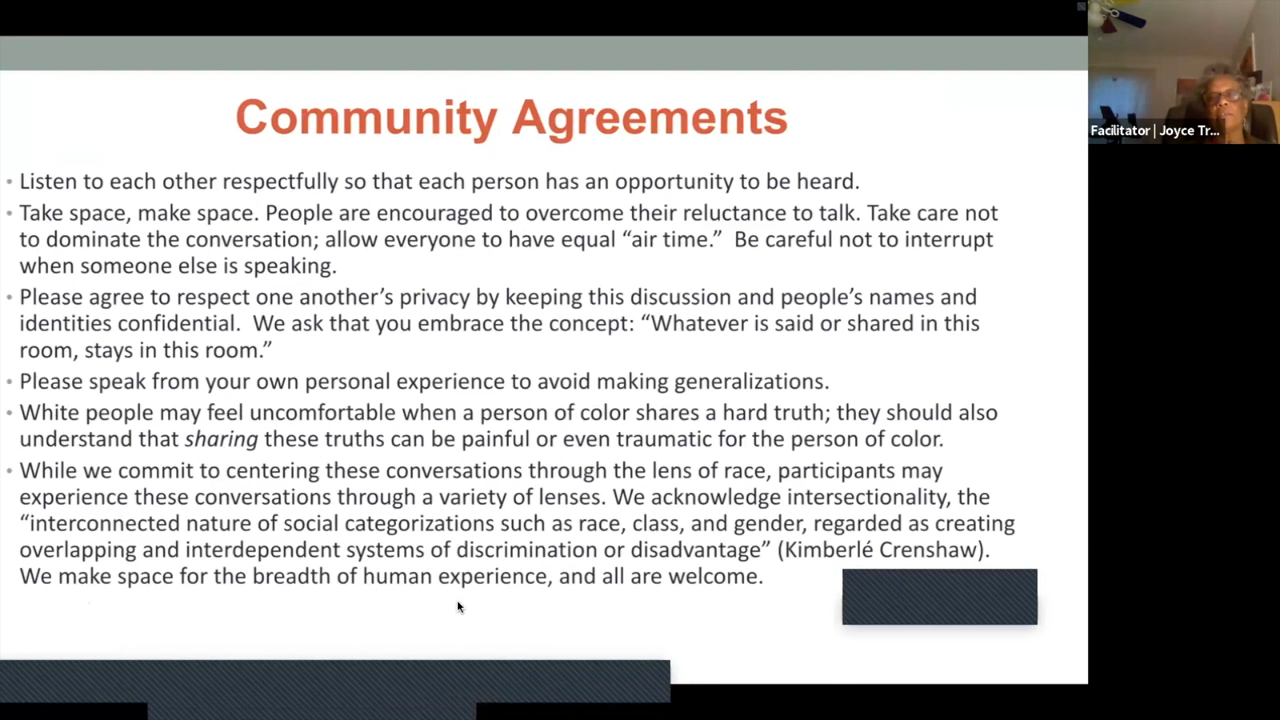 Community Agreements
• Listen to each other respectfully so that each person has an opportunity to be heard.
• Take space, make space. People are encouraged to overcome their reluctance to talk. Take care not
to dominate the conversation; allow everyone to have equal “air time.”  Be careful not to interrupt
when someone else is speaking.
• Please agree to respect one another’s privacy by keeping this discussion and people’s names and
identities confidential.  We ask that you embrace the concept: “Whatever is said or shared in this
room, stays in this room.”
• Please speak from your own personal experience to avoid making generalizations.
• White people may feel uncomfortable when a person of color shares a hard truth; they should also
understand that sharing these truths can be painful or even traumatic for the person of color.
• While we commit to centering these conversations through the lens of race, participants may
experience these conversations through a variety of lenses. We acknowledge intersectionality, the
“interconnected nature of social categorizations such as race, class, and gender, regarded as creating
overlapping and interdependent systems of discrimination or disadvantage” (Kimberlé Crenshaw).
We make space for the breadth of human experience, and all are welcome.
Facilitator | Joyce Tr...